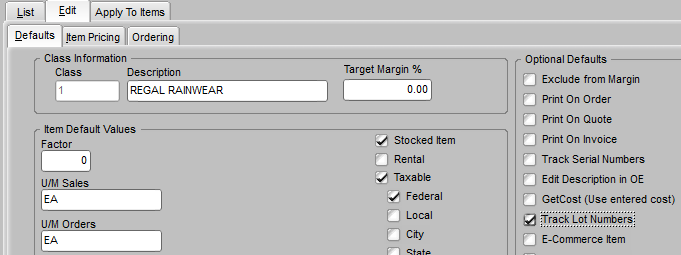 List Edit Apply To Items
Defaults Item Pricing Ordering
Class Information
Class Description Target Margin %
1 REGAL RAINWEAR 0.00
Item Default Values
Factor
0
U/M Sales
EA
U/M Orders
EA
Stocked Item
Rental
Taxable
Federal
Local
City
State
Optional Defaults
Exclude from Margin
Print On Order
Print On Quote
Print On Invoice
Track Serial Numbers
Edit Description in OE
GetCost (Use entered cost)
Track Lot Numbers
E-Commerce Item